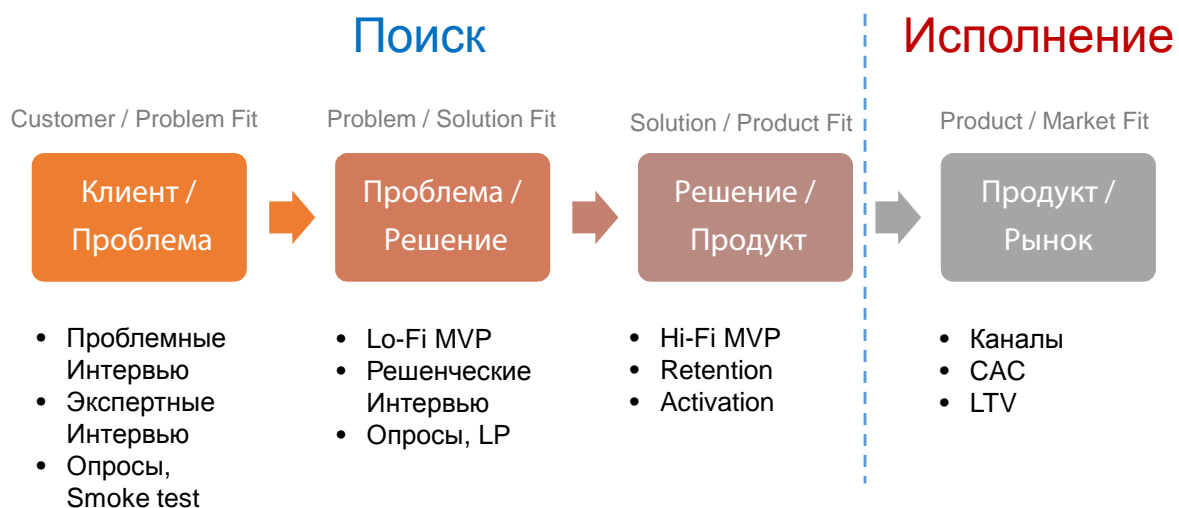 Поиск
Исполнение
Customer / Problem Fit
Problem / Solution Fit
Solution / Product Fit
Product / Market Fit
Клиент /
Проблема
Проблема /
Решение
Решение /
Продукт
Продукт /
Рынок
• Проблемные
Интервью
• Экспертные
Интервью
• Опросы,
Smoke test
• Lo-Fi MVP
• Решенческие
Интервью
• Опросы, LP
• Hi-Fi MVP
• Retention
• Activation
• Каналы
• CAC
• LTV